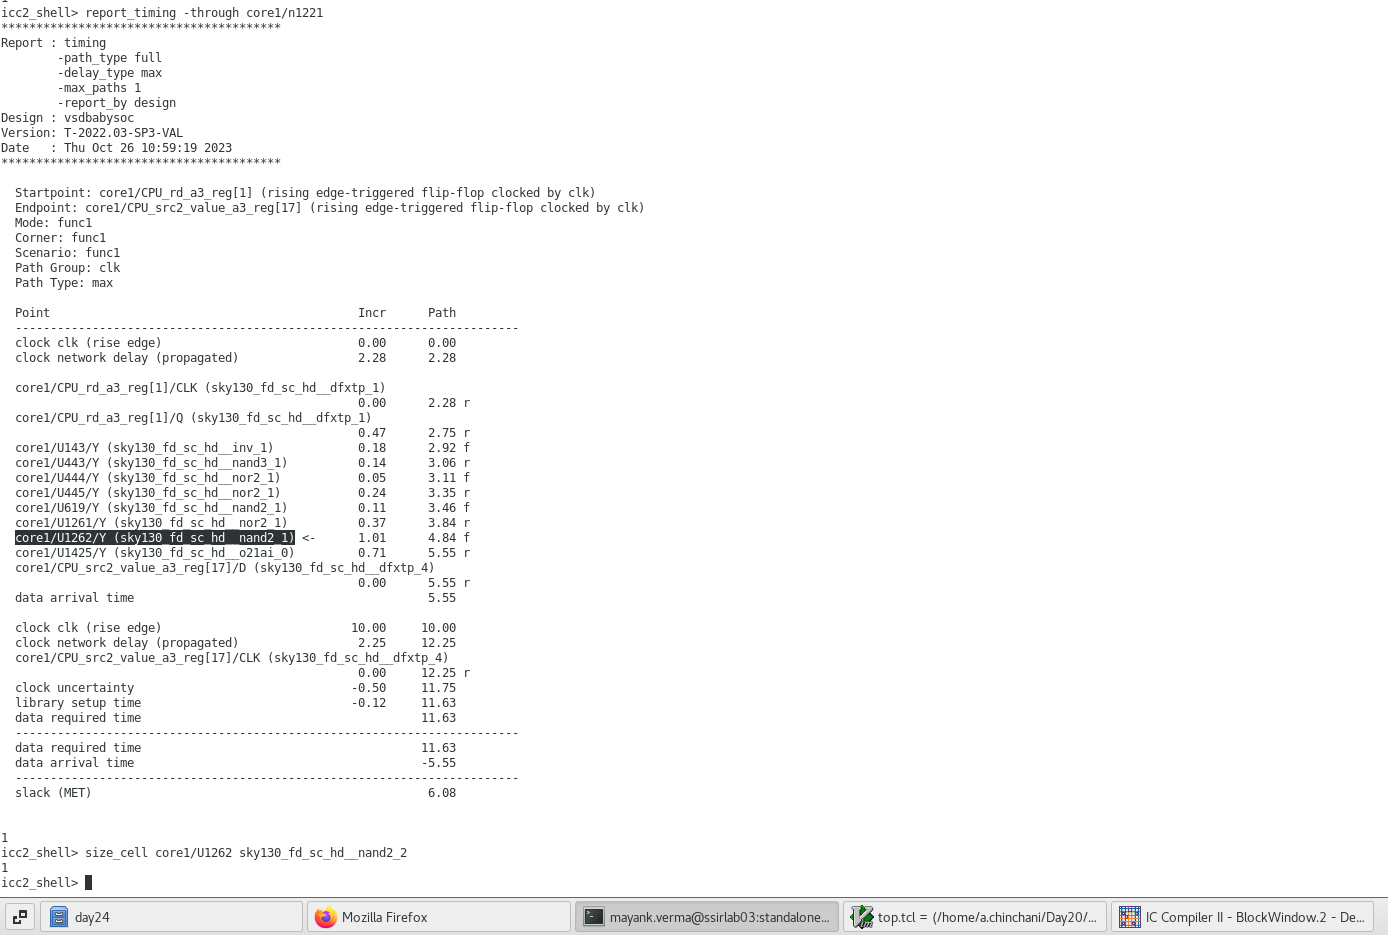 1
icc2_shell> report_timing -through core1/n1221
****************************************
Report : timing
        -path_type full
        -delay_type max
        -max_paths 1
        -report_by design
Design : vsdbabysoc
Version: T-2022.03-SP3-VAL
Date   : Thu Oct 26 10:59:19 2023
****************************************

  Startpoint: core1/CPU_rd_a3_reg[1] (rising edge-triggered flip-flop clocked by clk)
  Endpoint: core1/CPU_src2_value_a3_reg[17] (rising edge-triggered flip-flop clocked by clk)
  Mode: func1
  Corner: func1
  Scenario: func1
  Path Group: clk
  Path Type: max

  Point                                            Incr      Path
  ------------------------------------------------------------------------
  clock clk (rise edge)                            0.00      0.00
  clock network delay (propagated)                 2.28      2.28

  core1/CPU_rd_a3_reg[1]/CLK (sky130_fd_sc_hd__dfxtp_1)
                                                   0.00      2.28 r
  core1/CPU_rd_a3_reg[1]/Q (sky130_fd_sc_hd__dfxtp_1)
                                                   0.47      2.75 r
  core1/U143/Y (sky130_fd_sc_hd__inv_1)            0.18      2.92 f
  core1/U443/Y (sky130_fd_sc_hd__nand3_1)          0.14      3.06 r
  core1/U444/Y (sky130_fd_sc_hd__nor2_1)           0.05      3.11 f
  core1/U445/Y (sky130_fd_sc_hd__nor2_1)           0.24      3.35 r
  core1/U619/Y (sky130_fd_sc_hd__nand2_1)          0.11      3.46 f
  core1/U1261/Y (sky130_fd_sc_hd__nor2_1)          0.37      3.84 r
  core1/U1262/Y (sky130_fd_sc_hd__nand2_1) <-      1.01      4.84 f
  core1/U1425/Y (sky130_fd_sc_hd__o21ai_0)         0.71      5.55 r
  core1/CPU_src2_value_a3_reg[17]/D (sky130_fd_sc_hd__dfxtp_4)
                                                   0.00      5.55 r
  data arrival time                                          5.55

  clock clk (rise edge)                           10.00     10.00
  clock network delay (propagated)                 2.25     12.25
  core1/CPU_src2_value_a3_reg[17]/CLK (sky130_fd_sc_hd__dfxtp_4)
                                                   0.00     12.25 r
  clock uncertainty                               -0.50     11.75
  library setup time                              -0.12     11.63
  data required time                                        11.63
  ------------------------------------------------------------------------
  data required time                                        11.63
  data arrival time                                         -5.55
  ------------------------------------------------------------------------
  slack (MET)                                                6.08

1
icc2_shell> size_cell core1/U1262 sky130_fd_sc_hd__nand2_2
1
icc2_shell>
day24
Mozilla Firefox
mayank.verma@ssirlab03:standalone...
top.tcl = (/home/a.chinchani/Day20/...
IC Compiler II - BlockWindow.2 - De...